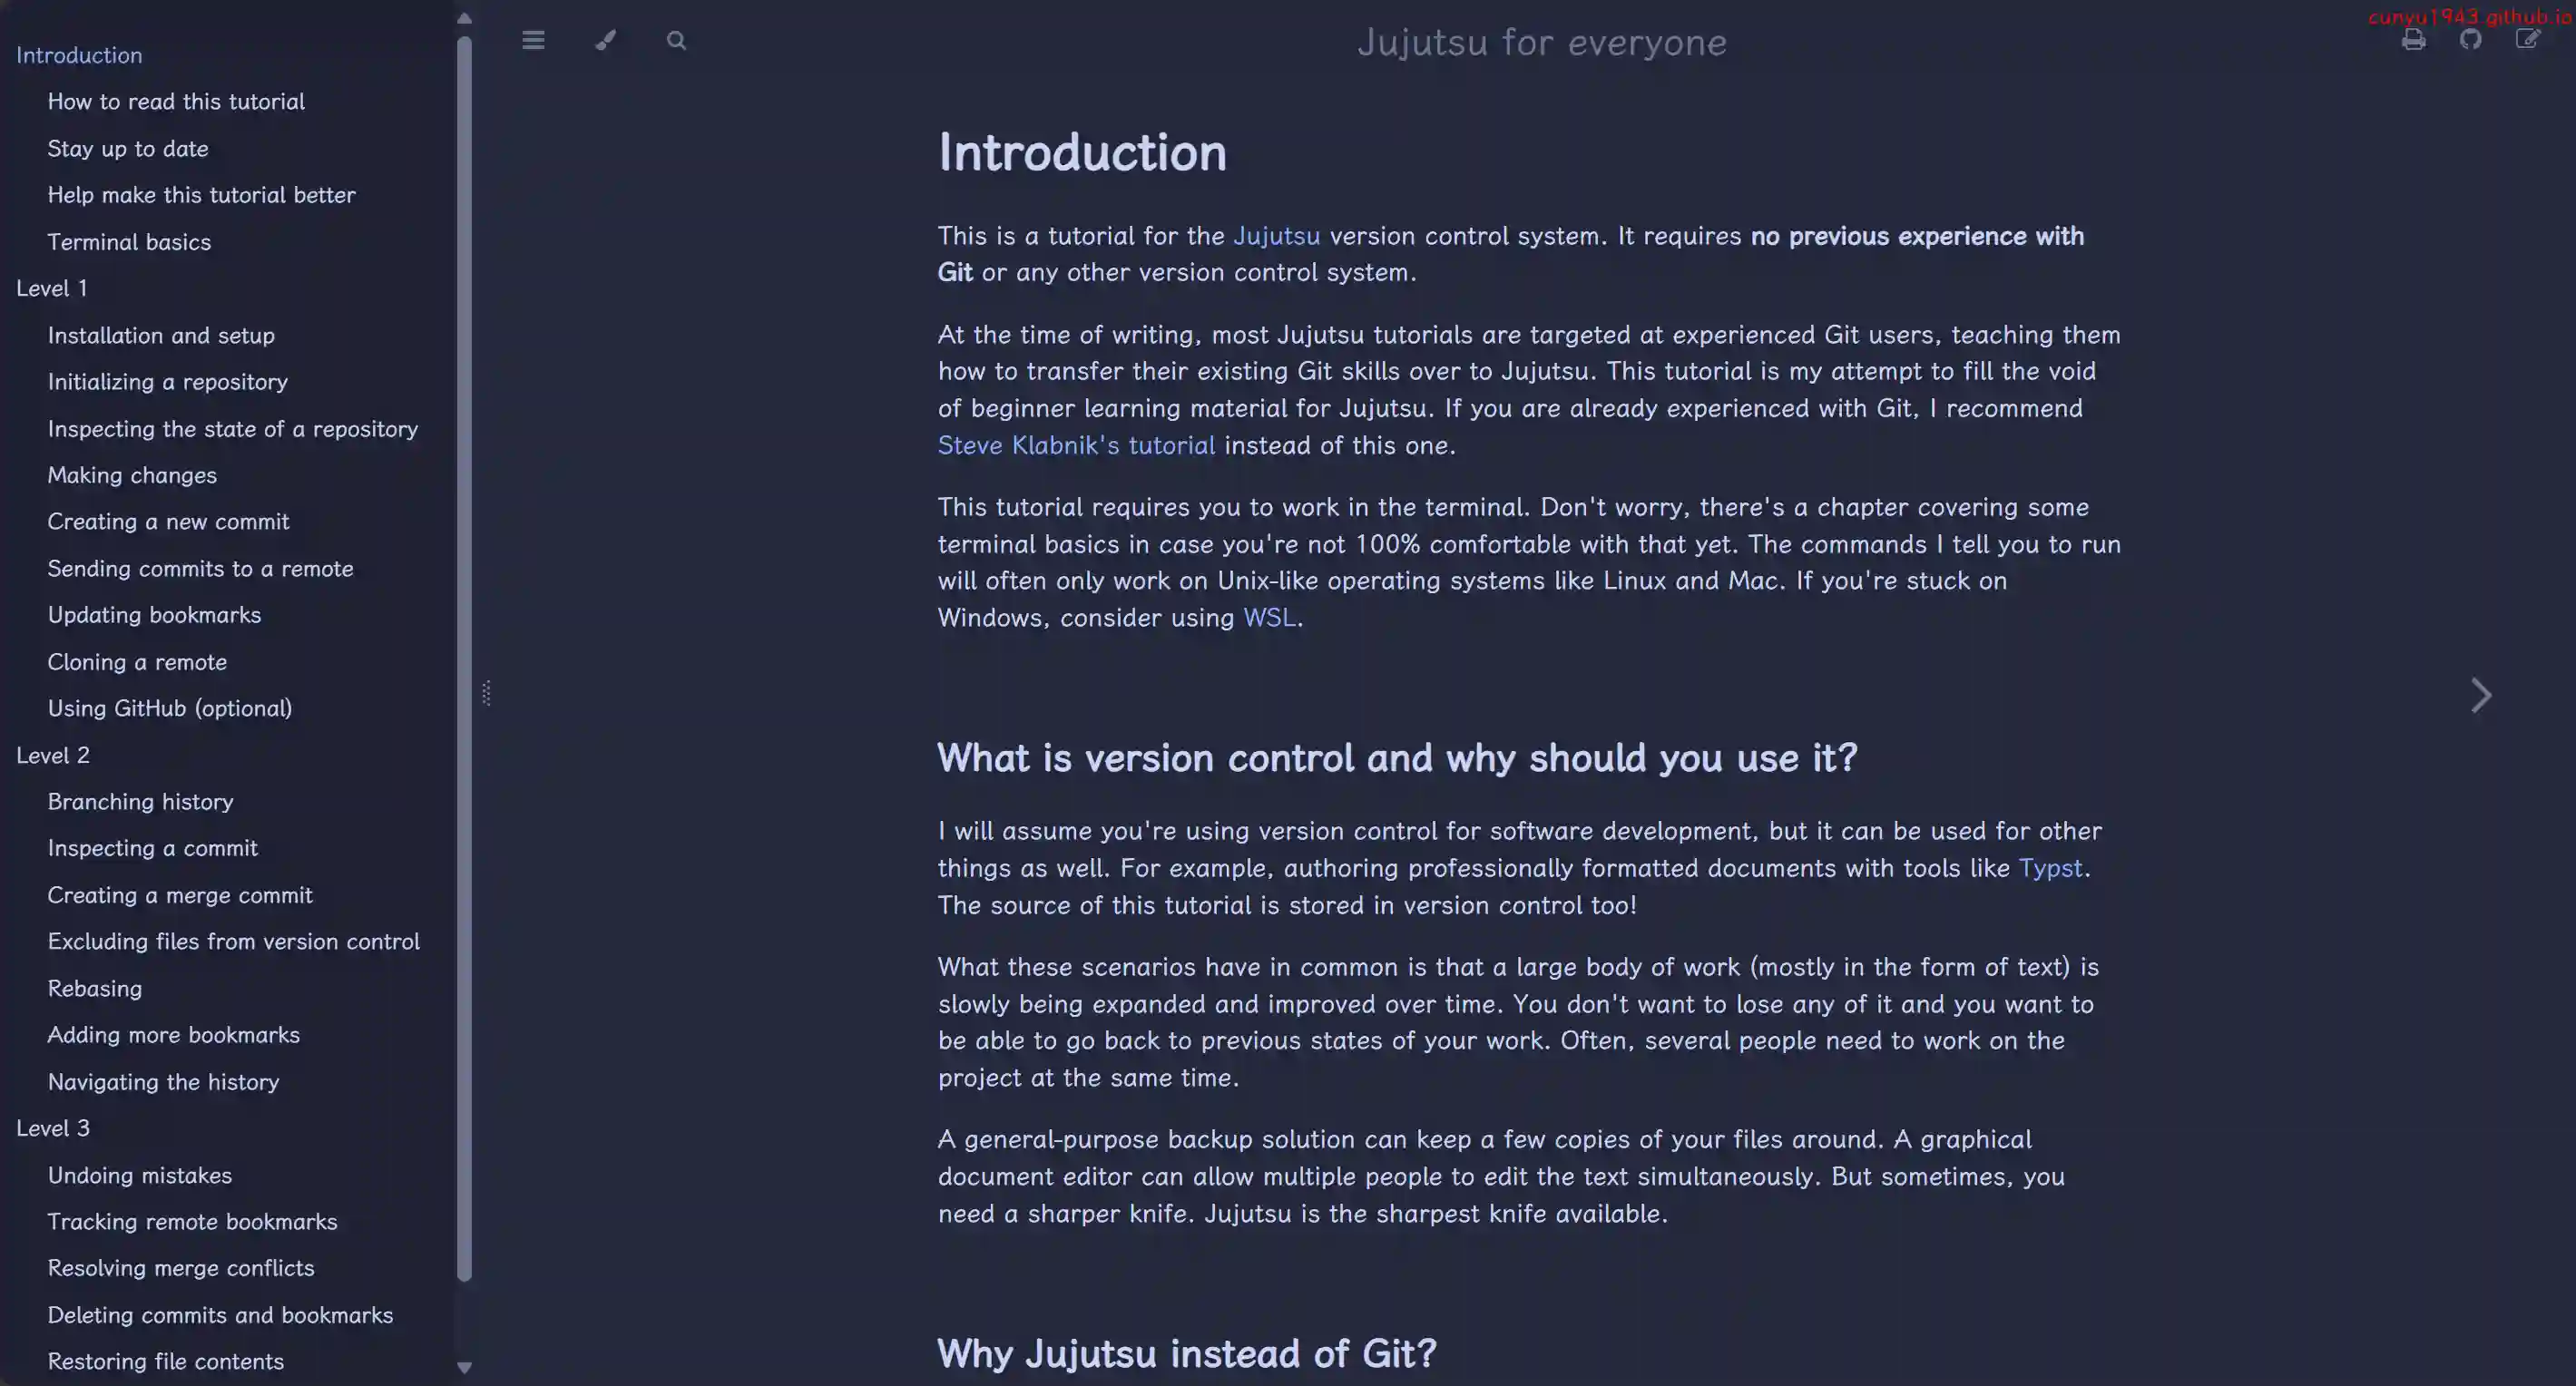 Introduction
How to read this tutorial
Stay up to date
Help make this tutorial better
Terminal basics
Level 1
Installation and setup
Initializing a repository
Inspecting the state of a repository
Making changes
Creating a new commit
Sending commits to a remote
Updating bookmarks
Cloning a remote
Using GitHub (optional)
Level 2
Branching history
Inspecting a commit
Creating a merge commit
Excluding files from version control
Rebasing
Adding more bookmarks
Navigating the history
Level 3
Undoing mistakes
Tracking remote bookmarks
Resolving merge conflicts
Deleting commits and bookmarks
Restoring file contents
Jujutsu for everyone
cunyu1943.github.io
Introduction
This is a tutorial for the Jujutsu version control system. It requires no previous experience with
Git or any other version control system.
At the time of writing, most Jujutsu tutorials are targeted at experienced Git users, teaching them
how to transfer their existing Git skills over to Jujutsu. This tutorial is my attempt to fill the void
of beginner learning material for Jujutsu. If you are already experienced with Git, I recommend
Steve Klabnik's tutorial instead of this one.
This tutorial requires you to work in the terminal. Don't worry, there's a chapter covering some
terminal basics in case you're not 100% comfortable with that yet. The commands I tell you to run
will often only work on Unix-like operating systems like Linux and Mac. If you're stuck on
Windows, consider using WSL.
What is version control and why should you use it?
I will assume you're using version control for software development, but it can be used for other
things as well. For example, authoring professionally formatted documents with tools like Typst.
The source of this tutorial is stored in version control too!
What these scenarios have in common is that a large body of work (mostly in the form of text) is
slowly being expanded and improved over time. You don't want to lose any of it and you want to
be able to go back to previous states of your work. Often, several people need to work on the
project at the same time.
A general-purpose backup solution can keep a few copies of your files around. A graphical
document editor can allow multiple people to edit the text simultaneously. But sometimes, you
need a sharper knife. Jujutsu is the sharpest knife available.
Why Jujutsu instead of Git?